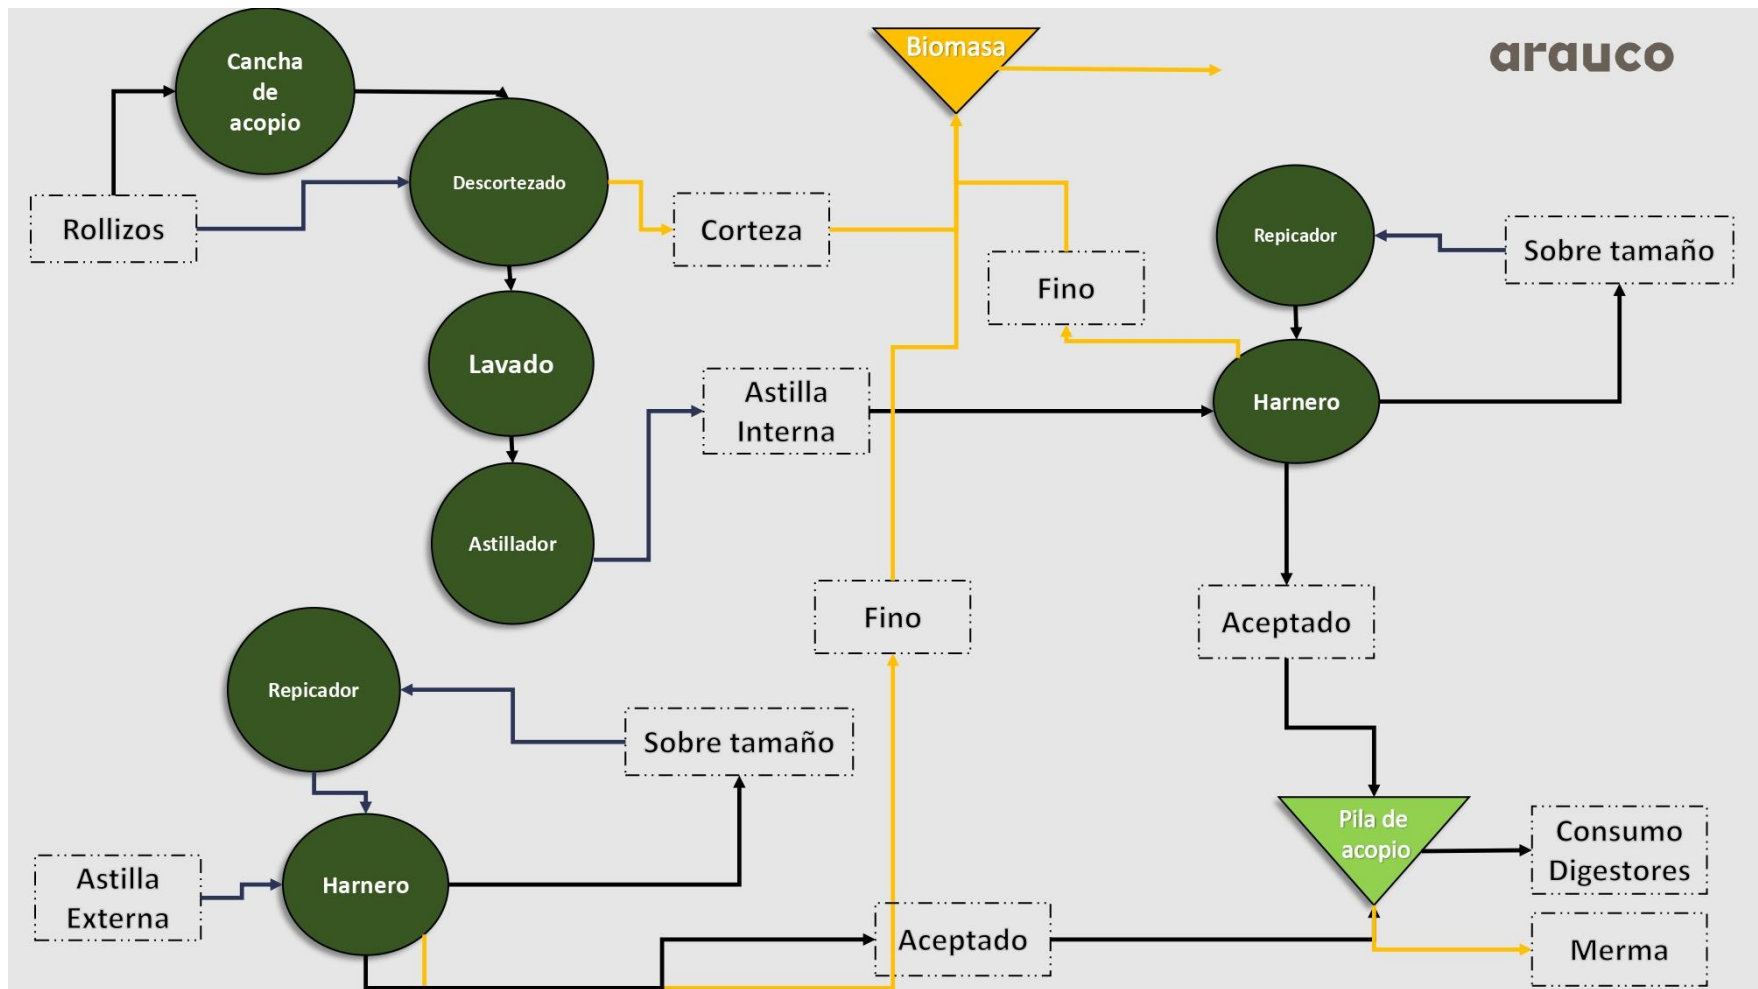 Cancha
de
acopio
Biomasa
arauco
Descortezado
Rollizos
Corteza
Repicador
Sobre tamaño
Fino
Lavado
Astilla
Interna
Harnero
Astillador
Fino
Aceptado
Repicador
Sobre tamaño
Pila de
acopio
Consumo
Digestores
Astilla
Externa
Harnero
Aceptado
Merma